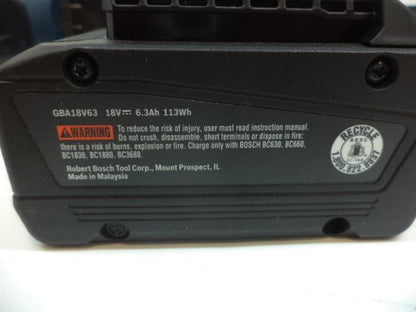 GBA18V63 18V⎓ 6.3Ah 113Wh
WARNING To reduce the risk of injury, user must read instruction manual.
Do not crush, disassemble, short terminals or dispose in fire:
there is a risk of burns, explosion or fire. Charge only with BOSCH BC630, BC660,
BC1836, BC1880, BC3680.
Robert Bosch Tool Corp., Mount Prospect, IL
Made in Malaysia
RECYCLE
1.800.822.8837